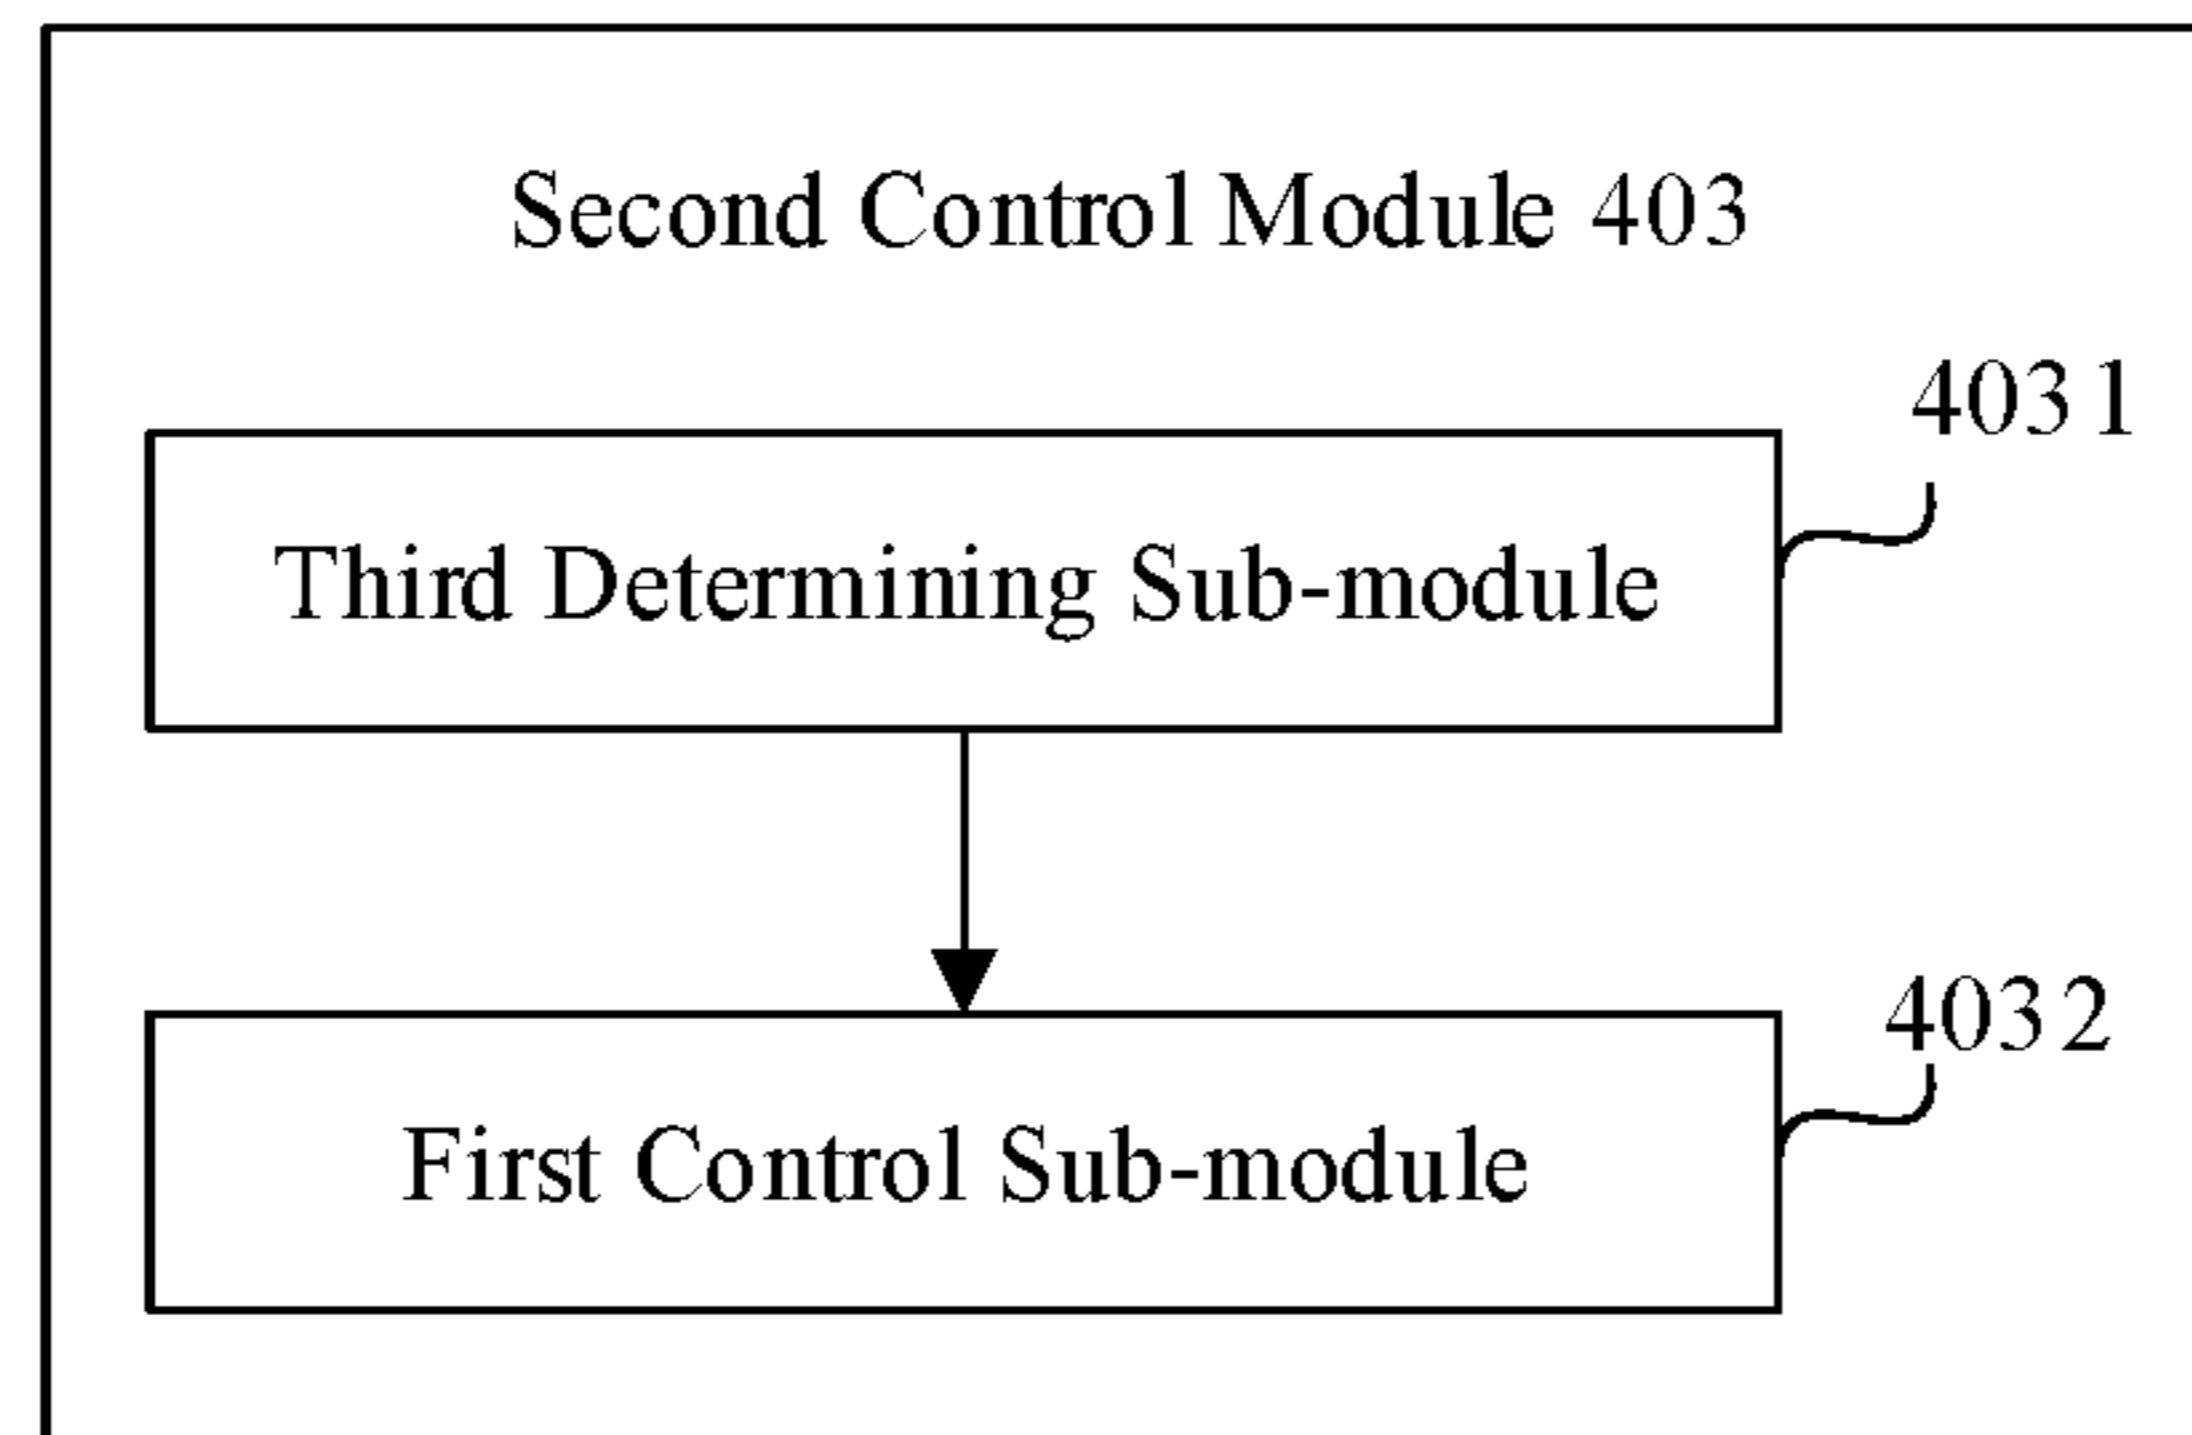 Second Control Module 403
4031
Third Determining Sub-module
4032
First Control Sub-module